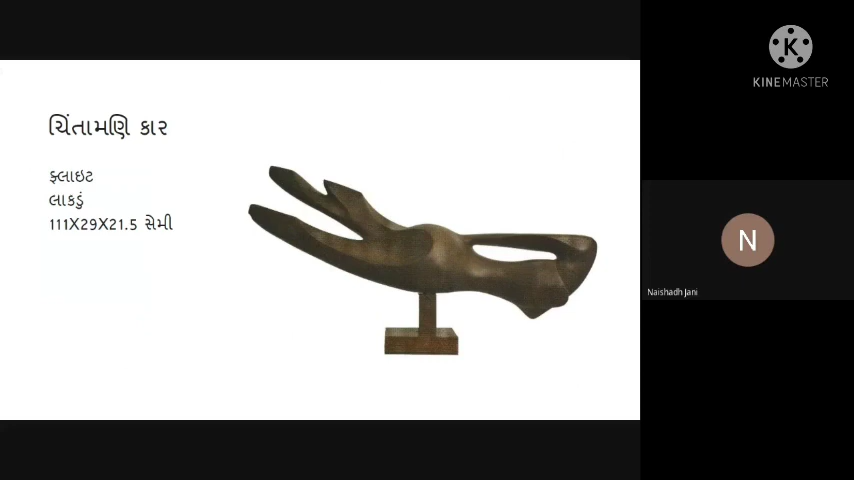 ચિંતામણિ કાર
ફ્લાઇટ
લાકડું
111X29X21.5 સેમી
K
KINEMASTER
N
Naishadh Jani